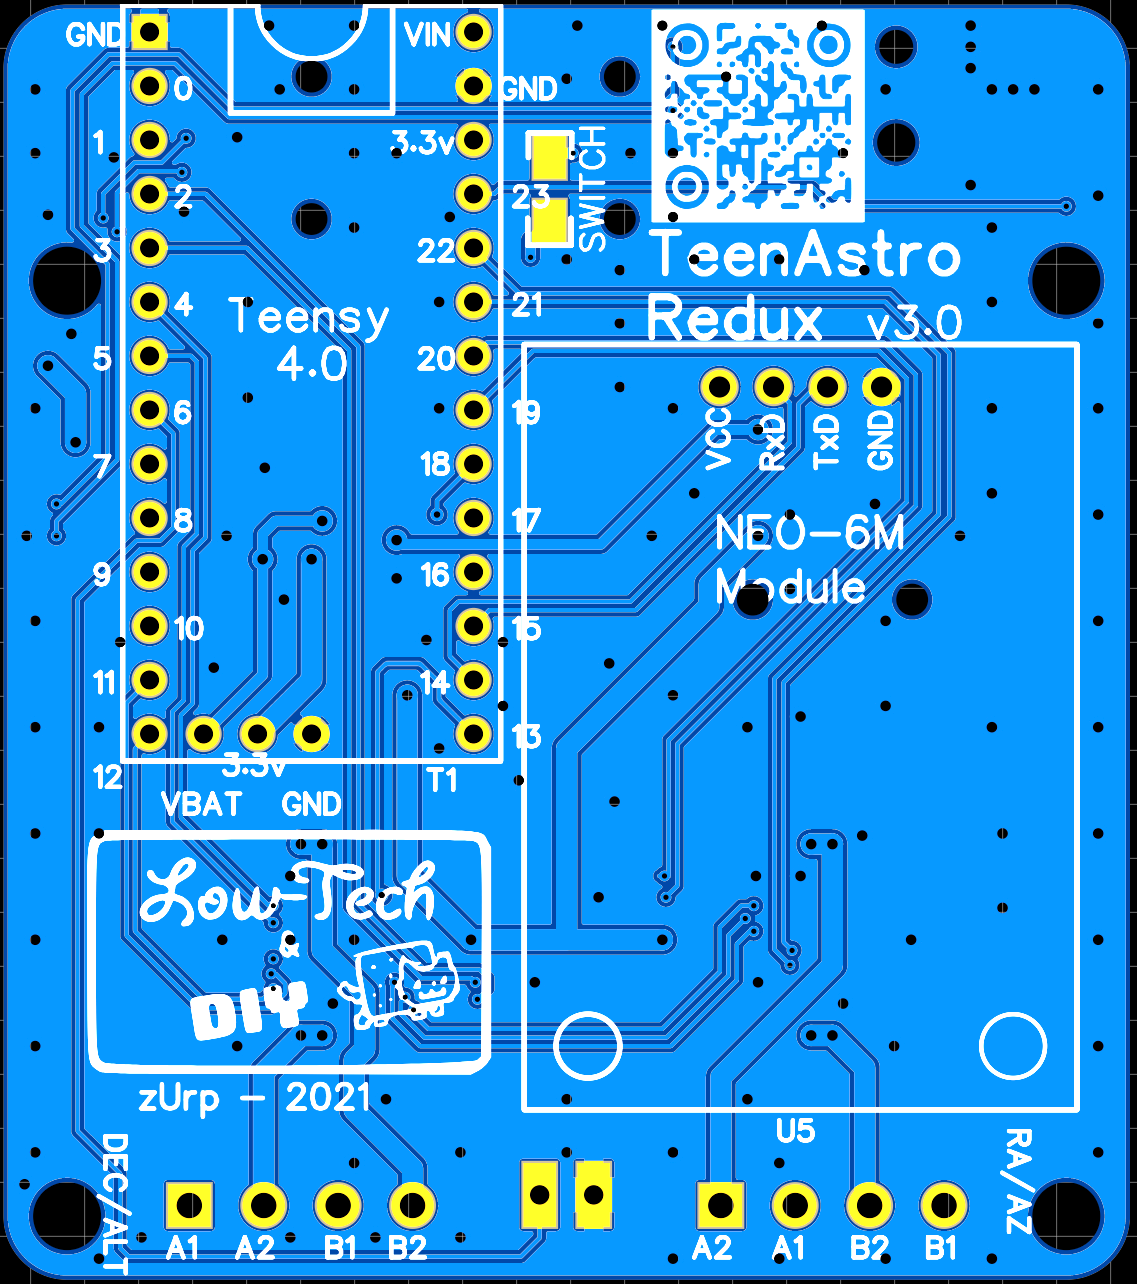 GND
VIN
0
GND
1
3.3v
2
23
SWITCH
3
22
TeenAstro
4
21
Redux v3.0
Teensy
4.0
5
20
6
19
VCC
RxD
TxD
GND
7
18
8
17
NEO-6M
Module
9
16
10
15
11
14
13
3.3v
12
T1
VBAT
GND
Low-Tech
&
DIY
zUrp - 2021
U5
DEC/ALT
RA/AZ
A1
A2
B1
B2
A2
A1
B2
B1